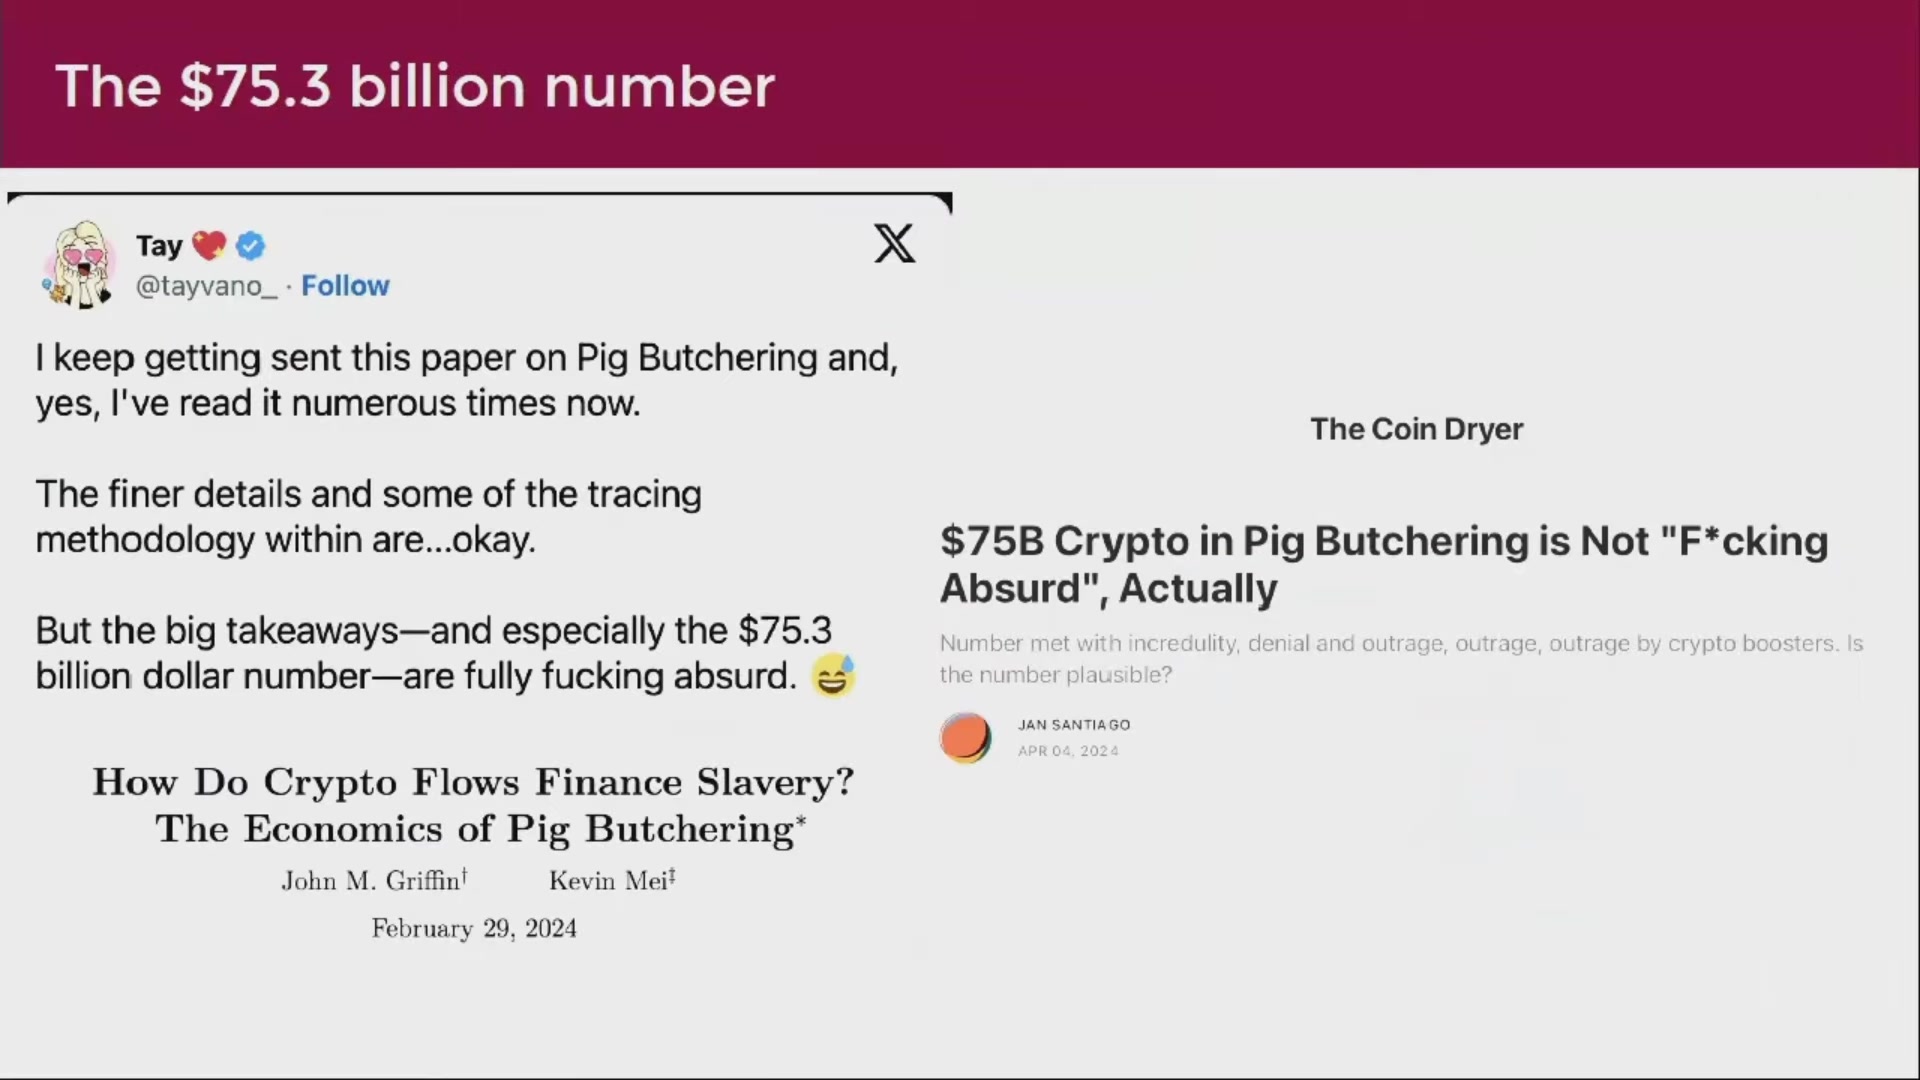 The $75.3 billion number
Tay 💖
@tayvano_ · Follow
I keep getting sent this paper on Pig Butchering and,
yes, I've read it numerous times now.
The finer details and some of the tracing
methodology within are...okay.
But the big takeaways—and especially the $75.3
billion dollar number—are fully fucking absurd. 😅
How Do Crypto Flows Finance Slavery?
The Economics of Pig Butchering*
John M. Griffin† Kevin Mei‡
February 29, 2024
The Coin Dryer
$75B Crypto in Pig Butchering is Not "F*cking
Absurd", Actually
Number met with incredulity, denial and outrage, outrage, outrage by crypto boosters. Is
the number plausible?
JAN SANTIAGO
APR 04, 2024